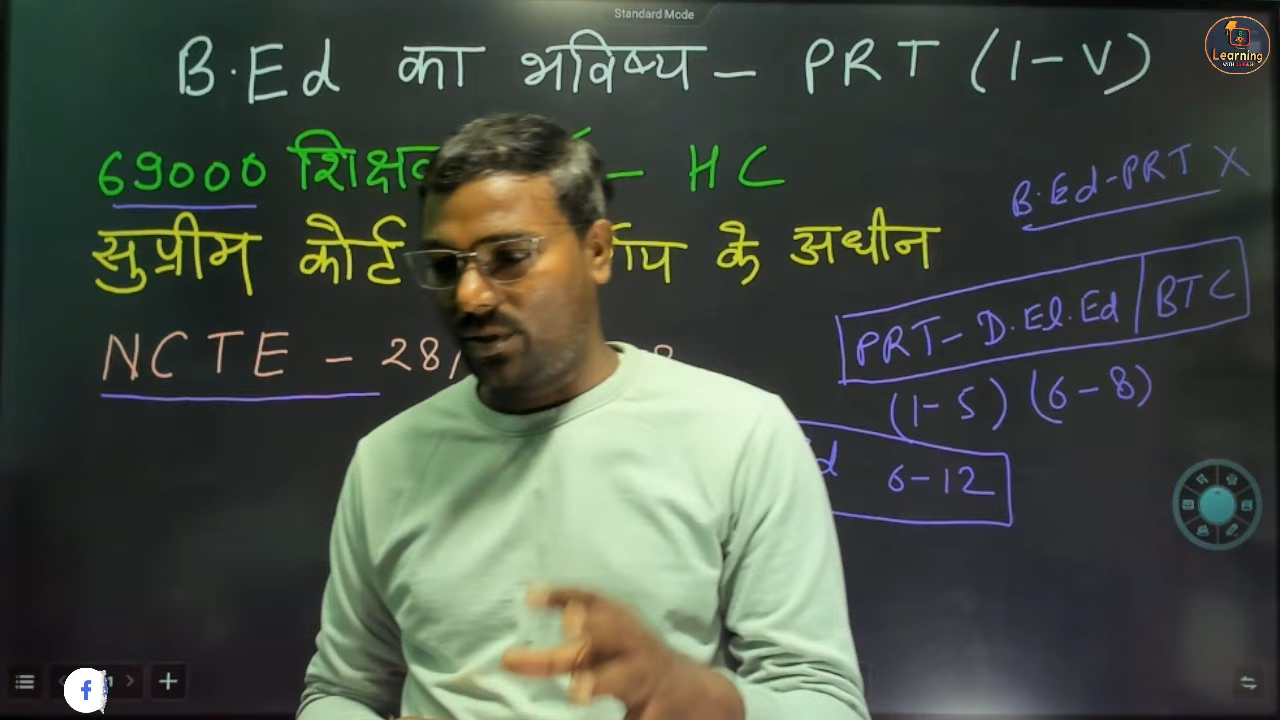 Standard Mode
B.Ed का भविष्य – PRT (1-V)
Learning
69000 – HC
B.Ed-PRT X
सुप्रीम कोर्ट के अधीन
PRT- D.El.Ed/BTC
NCTE – 28/
(1-5) (6-8)
6-12
f